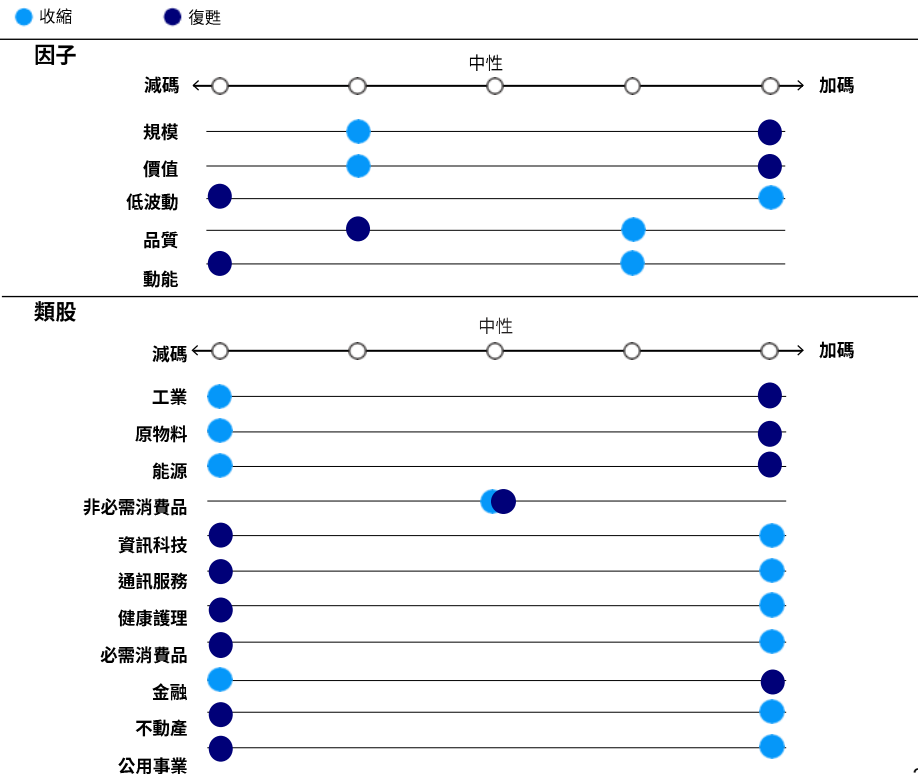 收縮 復甦
因子
中性
減碼 加碼
規模
價值
低波動
品質
動能
類股
中性
減碼 加碼
工業
原物料
能源
非必需消費品
資訊科技
通訊服務
健康護理
必需消費品
金融
不動產
公用事業